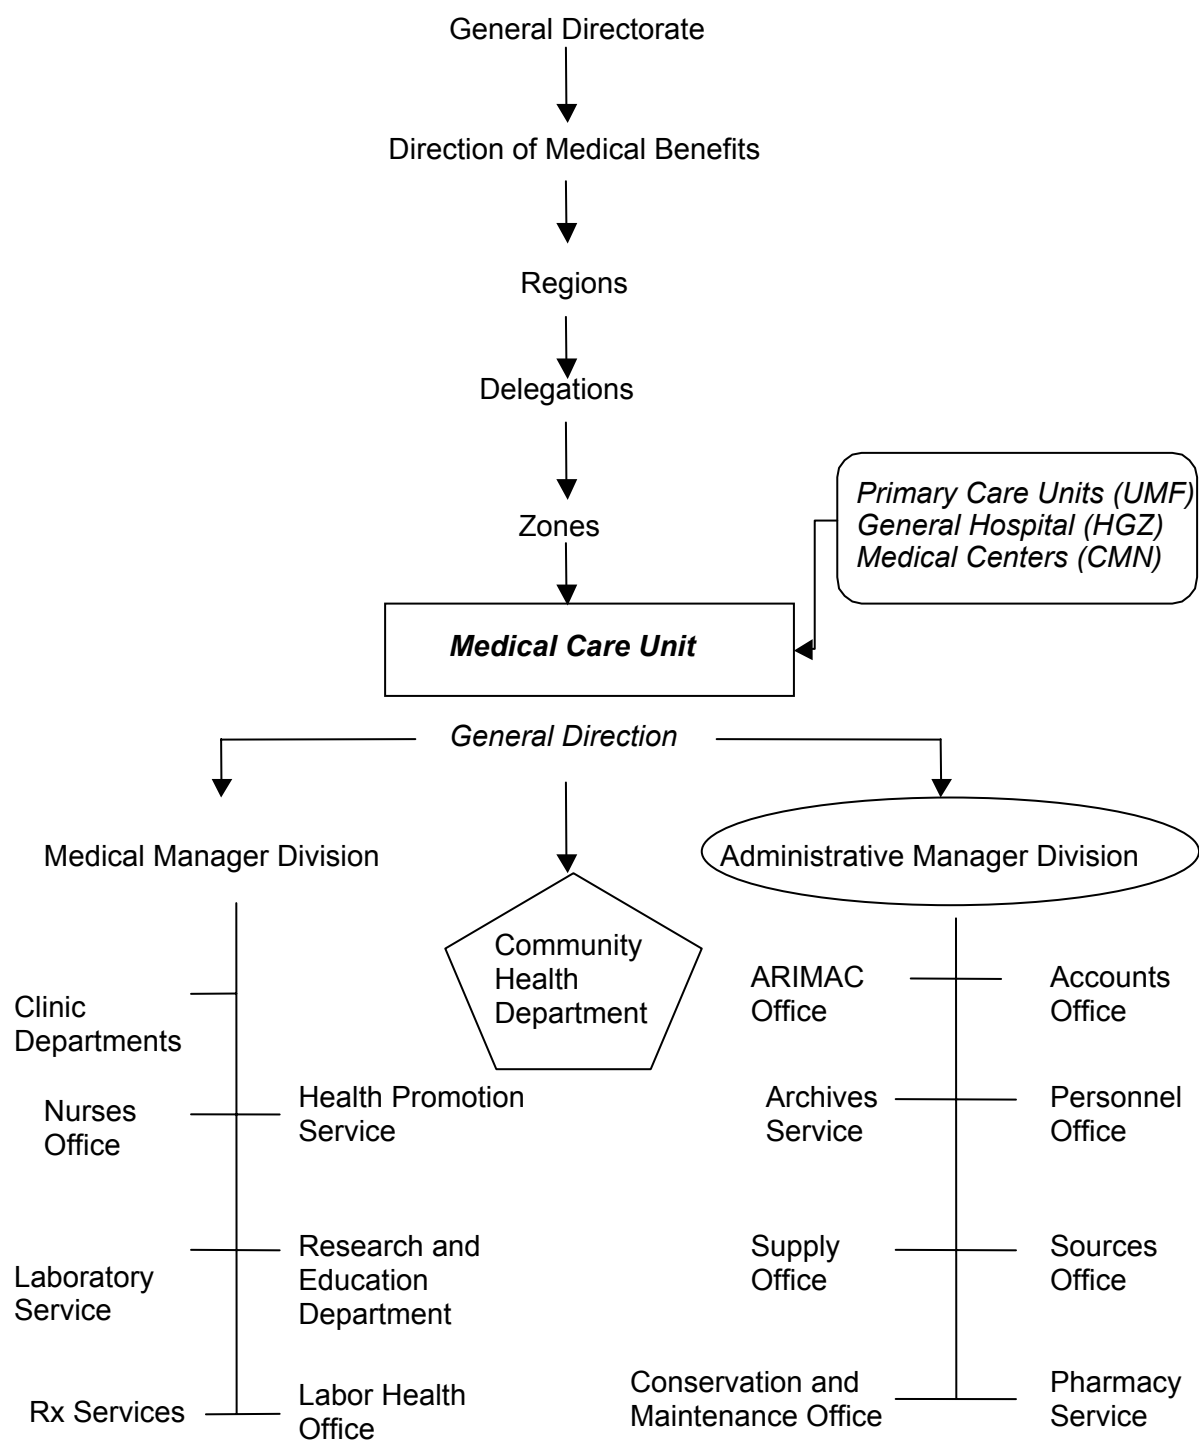 General Directorate
Direction of Medical Benefits
Regions
Delegations
Zones
Primary Care Units (UMF)
General Hospital (HGZ)
Medical Centers (CMN)
Medical Care Unit
General Direction
Medical Manager Division
Administrative Manager Division
Community
Health
Department
Clinic
Departments
Nurses
Office
Health Promotion
Service
Laboratory
Service
Research and
Education
Department
Rx Services
Labor Health
Office
ARIMAC
Office
Accounts
Office
Archives
Service
Personnel
Office
Supply
Office
Sources
Office
Conservation and
Maintenance Office
Pharmacy
Service